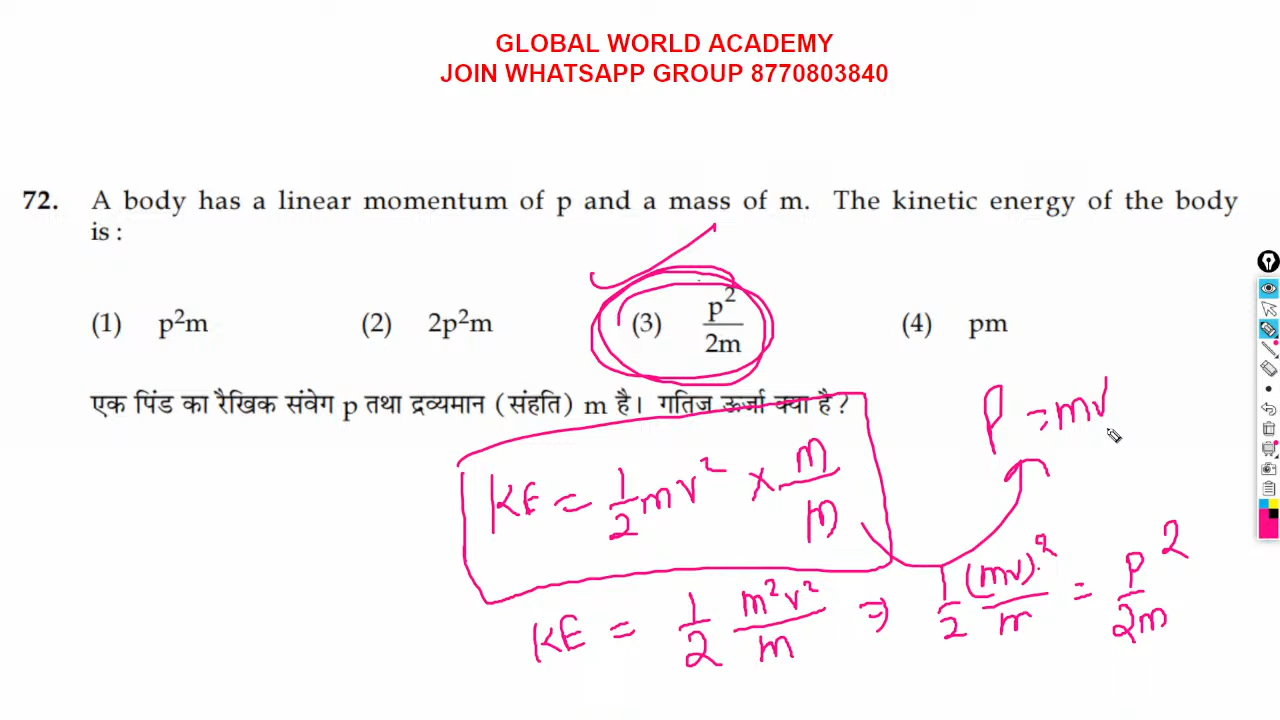 GLOBAL WORLD ACADEMY
JOIN WHATSAPP GROUP 8770803840
72. A body has a linear momentum of p and a mass of m. The kinetic energy of the body
is :
(1) p²m (2) 2p²m (3) p²/2m (4) pm
एक पिंड का रैखिक संवेग p तथा द्रव्यमान (संहति) m है। गतिज ऊर्जा क्या है?
P = mv
KE = 1/2 mv² × m/m
KE = 1/2 m²v²/m ⇒ 1/2 (mv)²/m = P²/2m